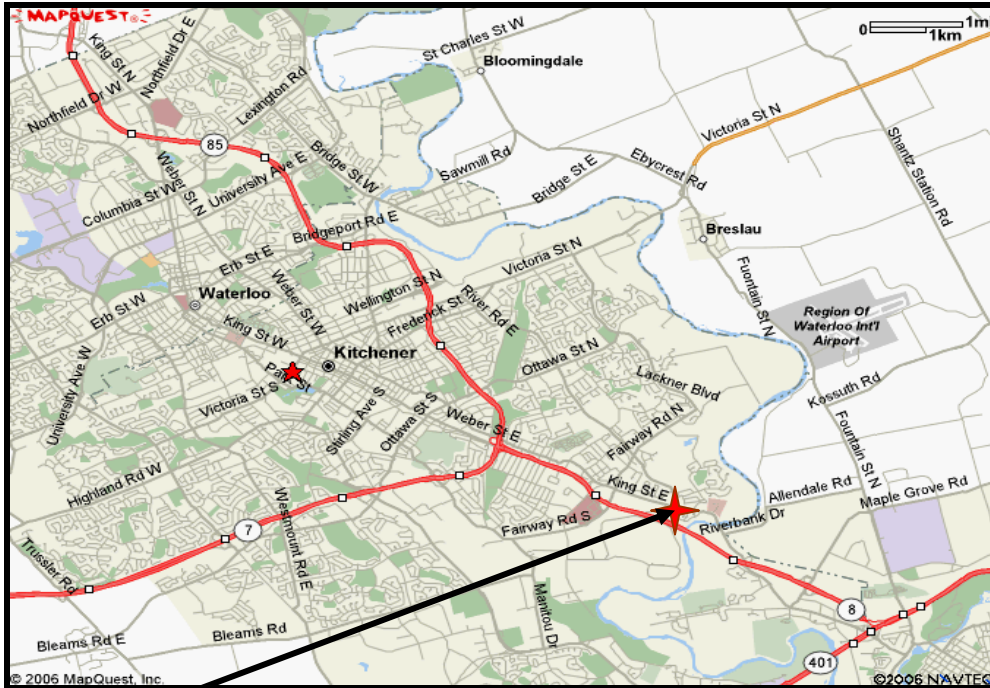 MAPQUEST
1mi
0
1km
King St N
Northfield Dr E
St Charles St W
Bloomingdale
Northfield Dr W
Lexington Rd
Victoria St N
85
Bridge St W
Sawmill Rd
Bridge St E
Ebycrest Rd
Shantz Station Rd
Weber St N
University Ave E
Columbia St W
Bridgeport Rd E
Breslau
Erb St E
Victoria St N
Fountain St N
Weber St W
Wellington St N
Waterloo
Erb St W
Frederick St
River Rd E
Region Of
Waterloo Int'l
Airport
King St W
Kitchener
Ottawa St N
Lackner Blvd
Kossuth Rd
University Ave W
Victoria St S
Stirling Ave S
Ottawa St S
Weber St E
Fairway Rd N
Fountain St N
Highland Rd W
King St E
Allendale Rd
Maple Grove Rd
7
Westmount Rd E
Fairway Rd S
Riverbank Dr
Trussler Rd
Manitou Dr
8
Bleams Rd E
Bleams Rd
401
© 2006 MapQuest, Inc.
©2006 NAVTEQ